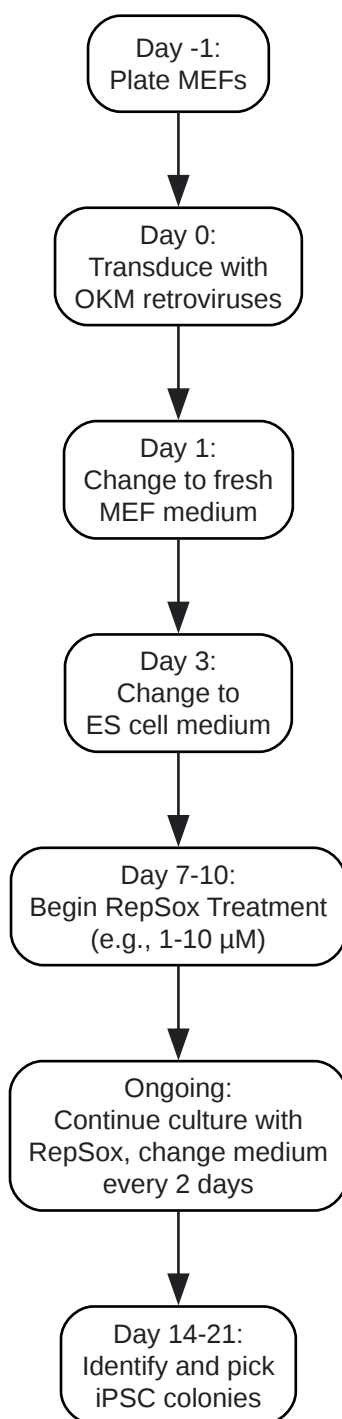 Day -1:
Plate MEFs
Day 0:
Transduce with
OKM retroviruses
Day 1:
Change to fresh
MEF medium
Day 3:
Change to
ES cell medium
Day 7-10:
Begin RepSox Treatment
(e.g., 1-10 µM)
Ongoing:
Continue culture with
RepSox, change medium
every 2 days
Day 14-21:
Identify and pick
iPSC colonies